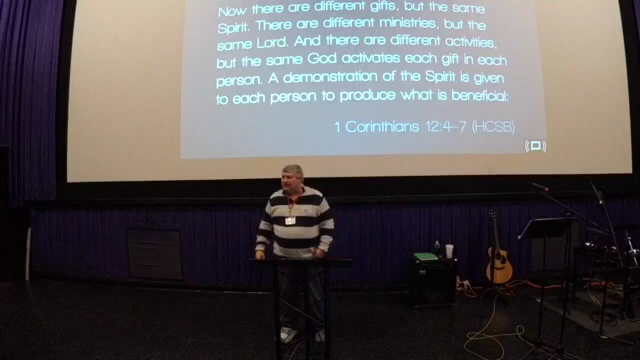 Now there are different gifts, but the same
Spirit. There are different ministries, but the
same Lord. And there are different activities,
but the same God activates each gift in each
person. A demonstration of the Spirit is given
to each person to produce what is beneficial:
1 Corinthians 12:4–7 (HCSB)